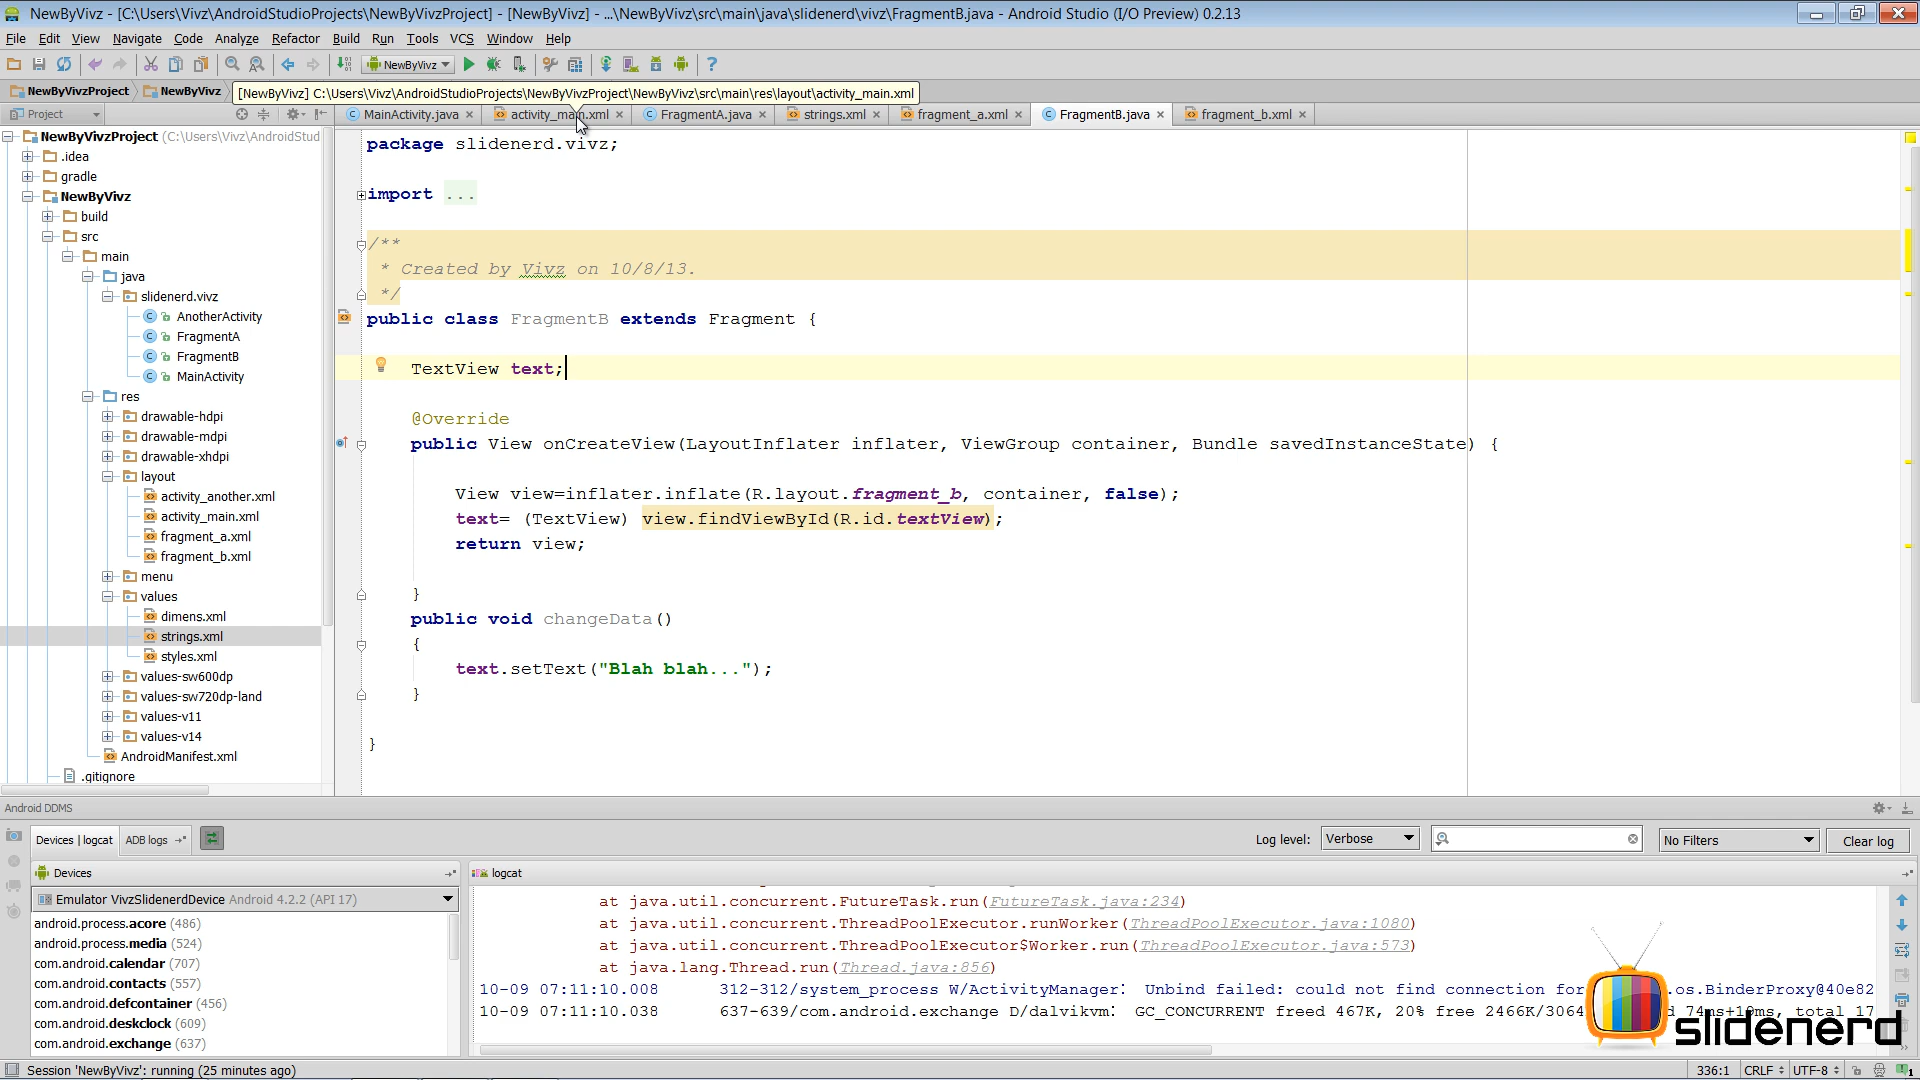 NewByVivz - [C:\Users\Vivz\AndroidStudioProjects\NewByVivzProject] - [NewByVivz] - ...\NewByVivz\src\main\java\slidenerd\vivz\FragmentB.java - Android Studio (I/O Preview) 0.2.13
File Edit View Navigate Code Analyze Refactor Build Run Tools VCS Window Help
NewByVivz
NewByVivzProject NewByVivz
[NewByVivz] C:\Users\Vivz\AndroidStudioProjects\NewByVivzProject\NewByVivz\src\main\res\layout\activity_main.xml
Project
MainActivity.java activity_main.xml FragmentA.java strings.xml fragment_a.xml FragmentB.java fragment_b.xml
NewByVivzProject (C:\Users\Vivz\AndroidStud
.idea
gradle
NewByVivz
build
src
main
java
slidenerd.vivz
AnotherActivity
FragmentA
FragmentB
MainActivity
res
drawable-hdpi
drawable-mdpi
drawable-xhdpi
layout
activity_another.xml
activity_main.xml
fragment_a.xml
fragment_b.xml
menu
values
dimens.xml
strings.xml
styles.xml
values-sw600dp
values-sw720dp-land
values-v11
values-v14
AndroidManifest.xml
.gitignore
package slidenerd.vivz;
import ...
/**
* Created by Vivz on 10/8/13.
*/
public class FragmentB extends Fragment {
TextView text;
@Override
public View onCreateView(LayoutInflater inflater, ViewGroup container, Bundle savedInstanceState) {
View view=inflater.inflate(R.layout.fragment_b, container, false);
text= (TextView) view.findViewById(R.id.textView);
return view;
}
public void changeData()
{
text.setText("Blah blah...");
}
}
Android DDMS
Devices | logcat ADB logs
Log level: Verbose No Filters Clear log
Devices
Emulator VivzSlidenerdDevice Android 4.2.2 (API 17)
android.process.acore (486)
android.process.media (524)
com.android.calendar (707)
com.android.contacts (557)
com.android.defcontainer (456)
com.android.deskclock (609)
com.android.exchange (637)
logcat
at java.util.concurrent.FutureTask.run(FutureTask.java:234)
at java.util.concurrent.ThreadPoolExecutor.runWorker(ThreadPoolExecutor.java:1080)
at java.util.concurrent.ThreadPoolExecutor$Worker.run(ThreadPoolExecutor.java:573)
at java.lang.Thread.run(Thread.java:856)
10-09 07:11:10.008 312-312/system_process W/ActivityManager: Unbind failed: could not find connection for .os.BinderProxy@40e82
10-09 07:11:10.038 637-639/com.android.exchange D/dalvikvm: GC_CONCURRENT freed 467K, 20% free 2466K/3064 74ms+19ms, total 17
slidenerd
Session 'NewByVivz': running (25 minutes ago)
336:1 CRLF UTF-8